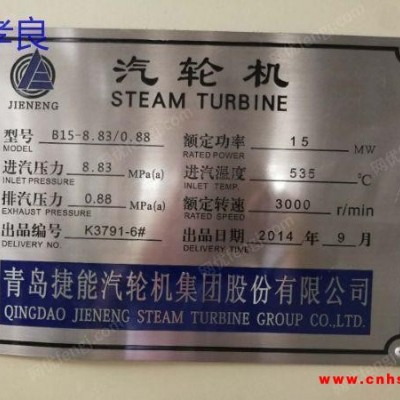 孝良
汽轮机
JIENENG STEAM TURBINE
型号 B15-8.83/0.88 额定功率 15 MW
MODEL RATED POWER
进汽压力 8.83 MPa(a) 进汽温度 535 ℃
INLET PRESSURE INLET TEMP.
排汽压力 0.88 MPa(a) 额定转速 3000 r/min
EXHAUST PRESSURE RATED SPEED
出品编号 K3791-6# 出品日期 2014 年 9 月
DELIVERY NO. DELIVERY DATE
青岛捷能汽轮机集团股份有限公司
QINGDAO JIENENG STEAM TURBINE GROUP CO.,LTD.
www.cnhs